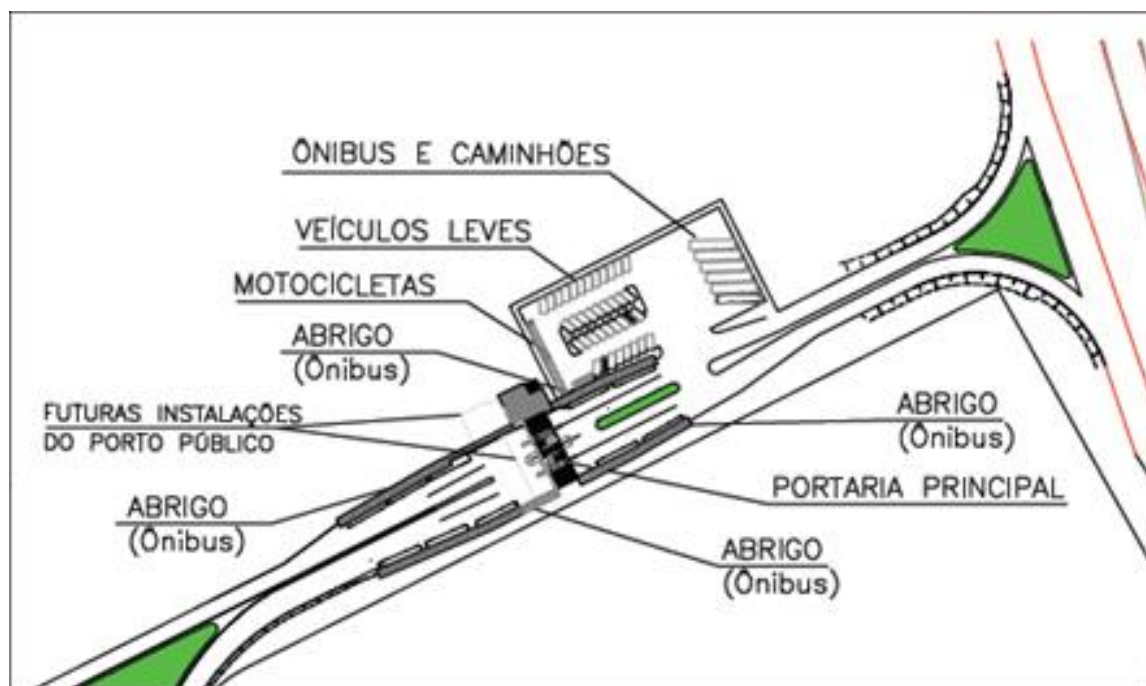 ÔNIBUS E CAMINHÕES
VEÍCULOS LEVES
MOTOCICLETAS
ABRIGO
(Ônibus)
FUTURAS INSTALAÇÕES
DO PORTO PÚBLICO
ABRIGO
(Ônibus)
ABRIGO
(Ônibus)
PORTARIA PRINCIPAL
ABRIGO
(Ônibus)